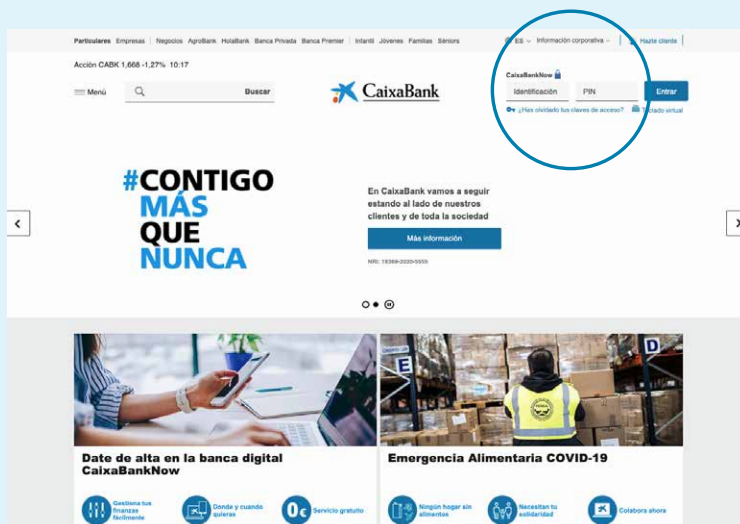 Particulares Empresas | Negocios AgroBank HolaBank Banca Privada Banca Premier | Infantil Jóvenes Familias Séniors
ES Información corporativa | Hazte cliente |
Acción CABK 1,668 -1,27% 10:17
CaixaBankNow
Menú
Buscar
CaixaBank
Identificación
PIN
Entrar
¿Has olvidado tus claves de acceso?
Teclado virtual
#CONTIGO
MÁS
QUE
NUNCA
En CaixaBank vamos a seguir
estando al lado de nuestros
clientes y de toda la sociedad
Más información
NRI: 
E
D
Date de alta en la banca digital
CaixaBankNow
Gestiona tus
finanzas
fácilmente
Donde y cuando
quieras
0€
Servicio gratuito
Emergencia Alimentaria COVID-19
Ningún hogar sin
alimentos
Necesitan tu
solidaridad
Colabora ahora